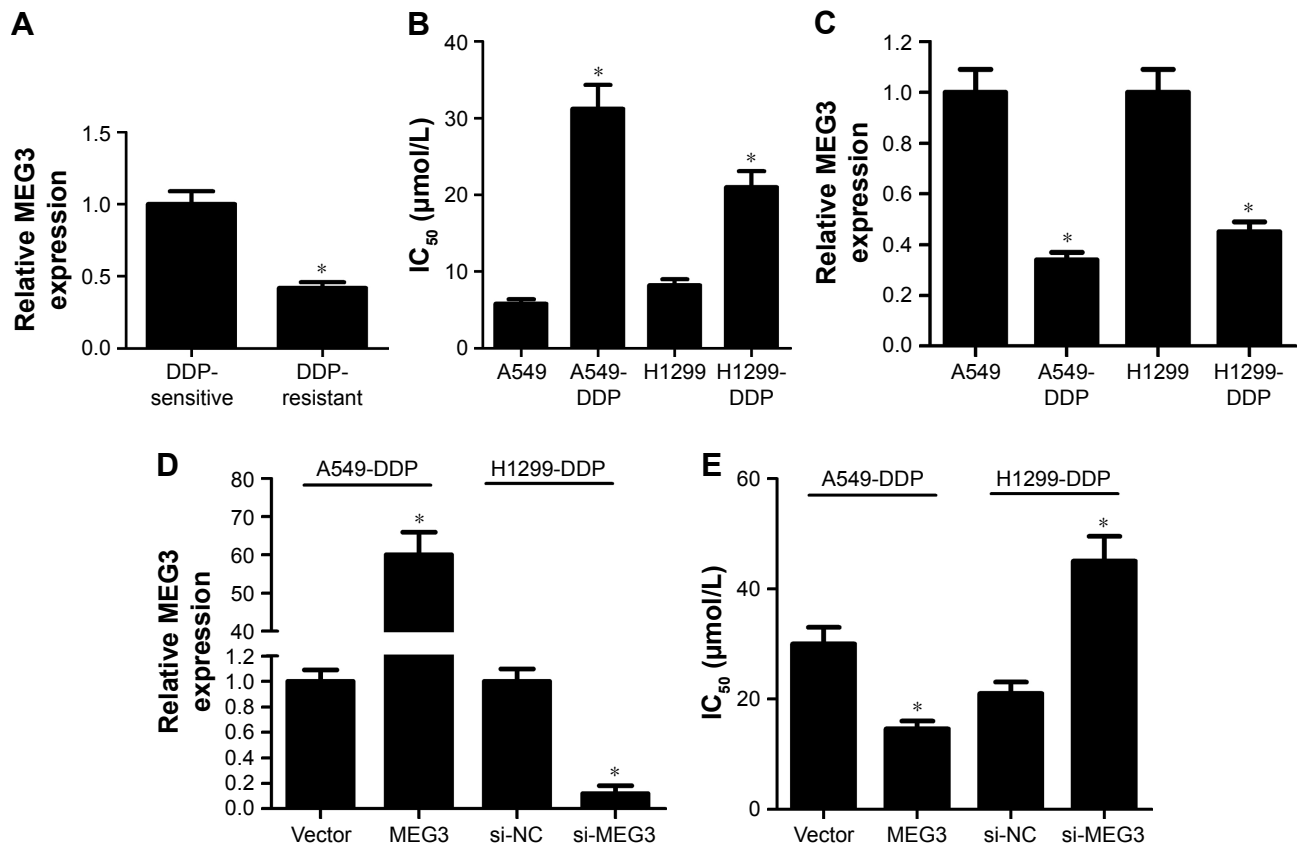 A
Relative MEG3
expression
1.5
1.0
0.5
0.0
*
DDP-
sensitive
DDP-
resistant
B
IC50 (µmol/L)
40
30
20
10
0
*
*
A549
A549-
DDP
H1299
H1299-
DDP
C
Relative MEG3
expression
1.2
1.0
0.8
0.6
0.4
0.2
0.0
*
*
A549
A549-
DDP
H1299
H1299-
DDP
D
Relative MEG3
expression
A549-DDP
H1299-DDP
80
70
60
50
40
1.2
1.0
0.8
0.6
0.4
0.2
0.0
*
*
Vector
MEG3
si-NC
si-MEG3
E
IC50 (µmol/L)
A549-DDP
H1299-DDP
60
40
20
0
*
*
Vector
MEG3
si-NC
si-MEG3